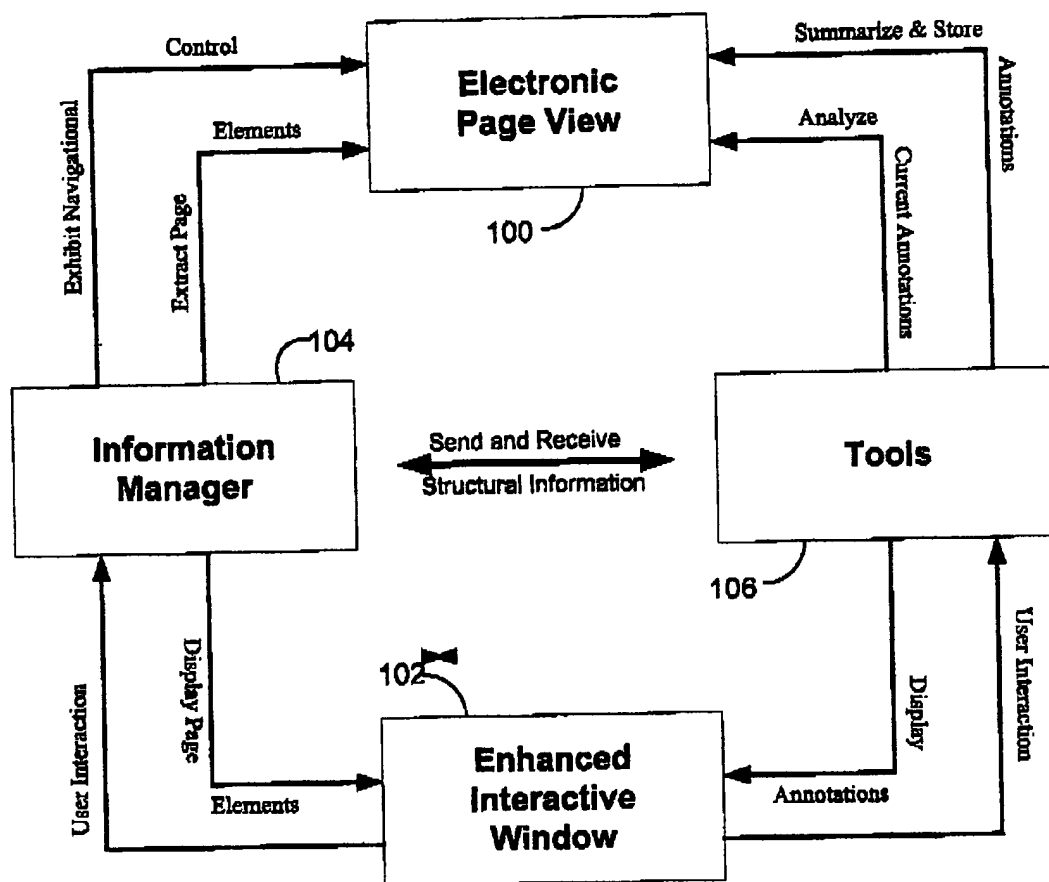 Control
Summarize & Store
Electronic
Page View
Elements
Analyze
Annotations
Exhibit Navigational
Extract Page
Current Annotations
100
104
Information
Manager
Send and Receive
Structural Information
Tools
106
102
User Interaction
Display Page
Elements
Enhanced
Interactive
Window
Display
Annotations
User Interaction